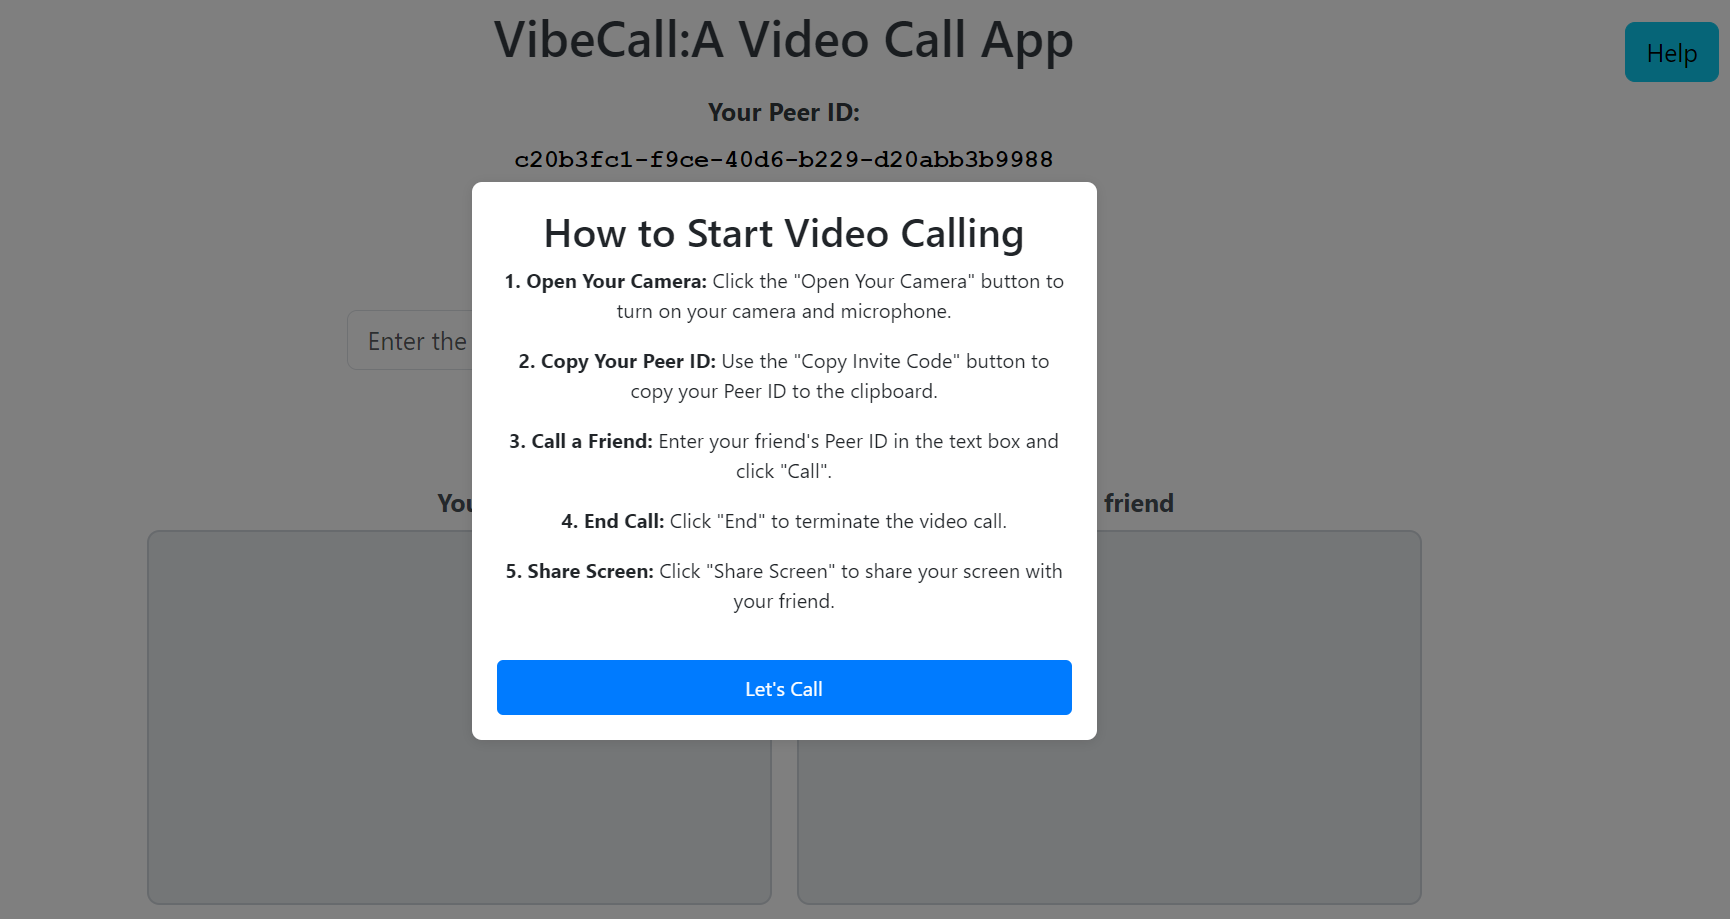 VibeCall:A Video Call App
Help
Your Peer ID:
c20b3fc1-f9ce-40d6-b229-d20abb3b9988
How to Start Video Calling
1. Open Your Camera: Click the "Open Your Camera" button to
turn on your camera and microphone.
Enter the
2. Copy Your Peer ID: Use the "Copy Invite Code" button to
copy your Peer ID to the clipboard.
3. Call a Friend: Enter your friend's Peer ID in the text box and
click "Call".
friend
4. End Call: Click "End" to terminate the video call.
5. Share Screen: Click "Share Screen" to share your screen with
your friend.
Let's Call